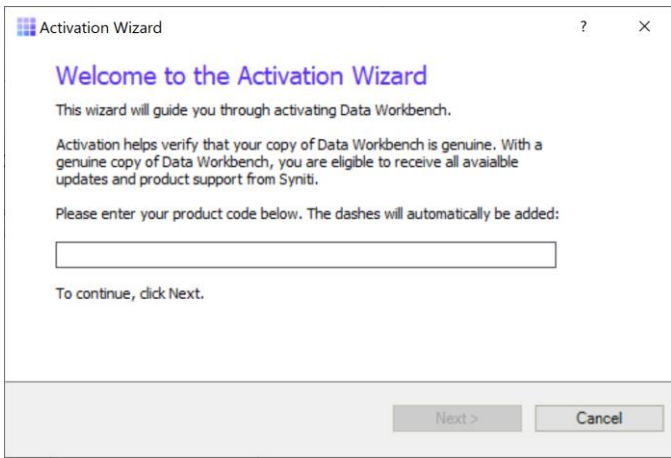 Activation Wizard
?
Welcome to the Activation Wizard
This wizard will guide you through activating Data Workbench.
Activation helps verify that your copy of Data Workbench is genuine. With a
genuine copy of Data Workbench, you are eligible to receive all avaialble
updates and product support from Syniti.
Please enter your product code below. The dashes will automatically be added:
To continue, click Next.
Next >
Cancel